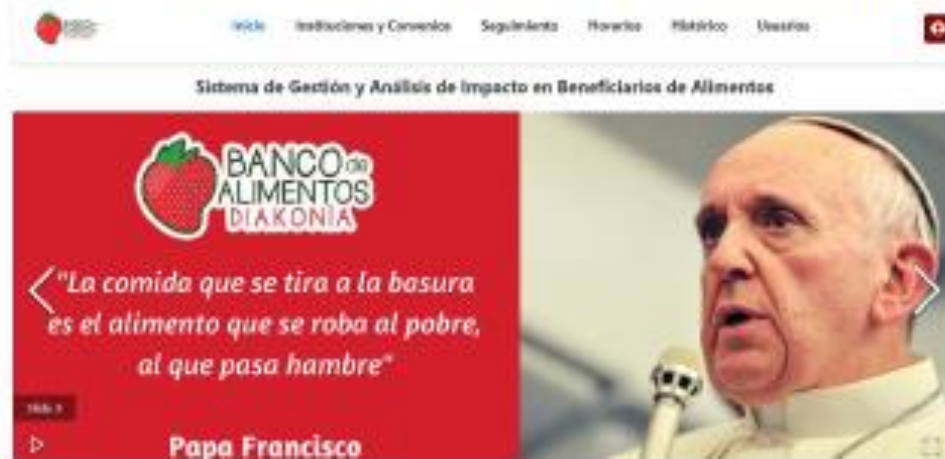 Inicio Instituciones y Convenios Seguimiento Horarios Histórico Usuarios
Sistema de Gestión y Análisis de Impacto en Beneficiarios de Alimentos
BANCO de
ALIMENTOS
DIAKONÍA
"La comida que se tira a la basura
es el alimento que se roba al pobre,
al que pasa hambre"
Papa Francisco